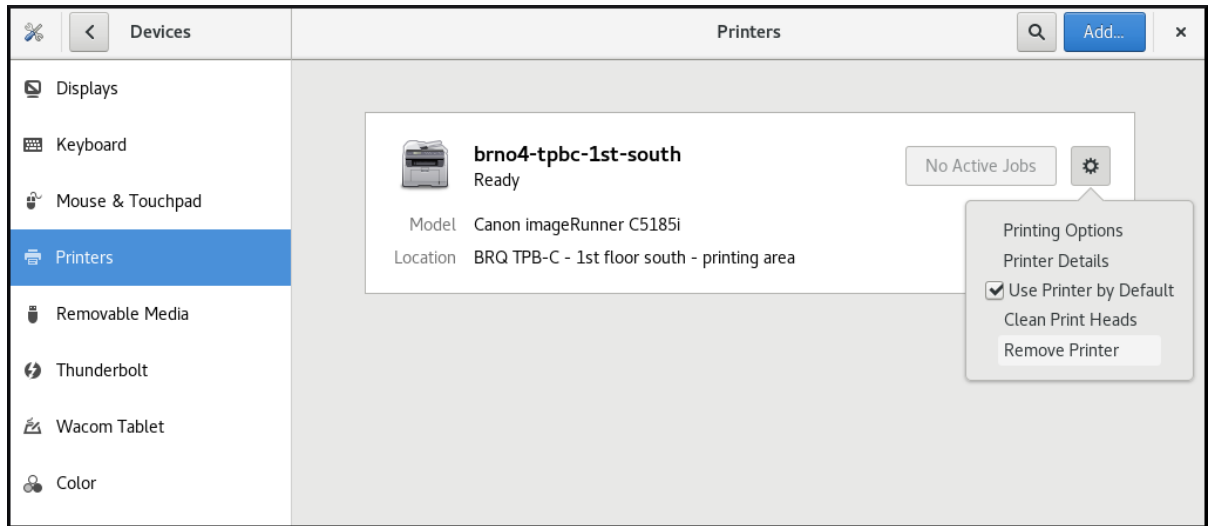 Devices
Printers
Add...
Displays
Keyboard
Mouse & Touchpad
Printers
Removable Media
Thunderbolt
Wacom Tablet
Color
brno4-tpbc-1st-south
Ready
No Active Jobs
Model Canon imageRunner C5185i
Location BRQ TPB-C - 1st floor south - printing area
Printing Options
Printer Details
Use Printer by Default
Clean Print Heads
Remove Printer